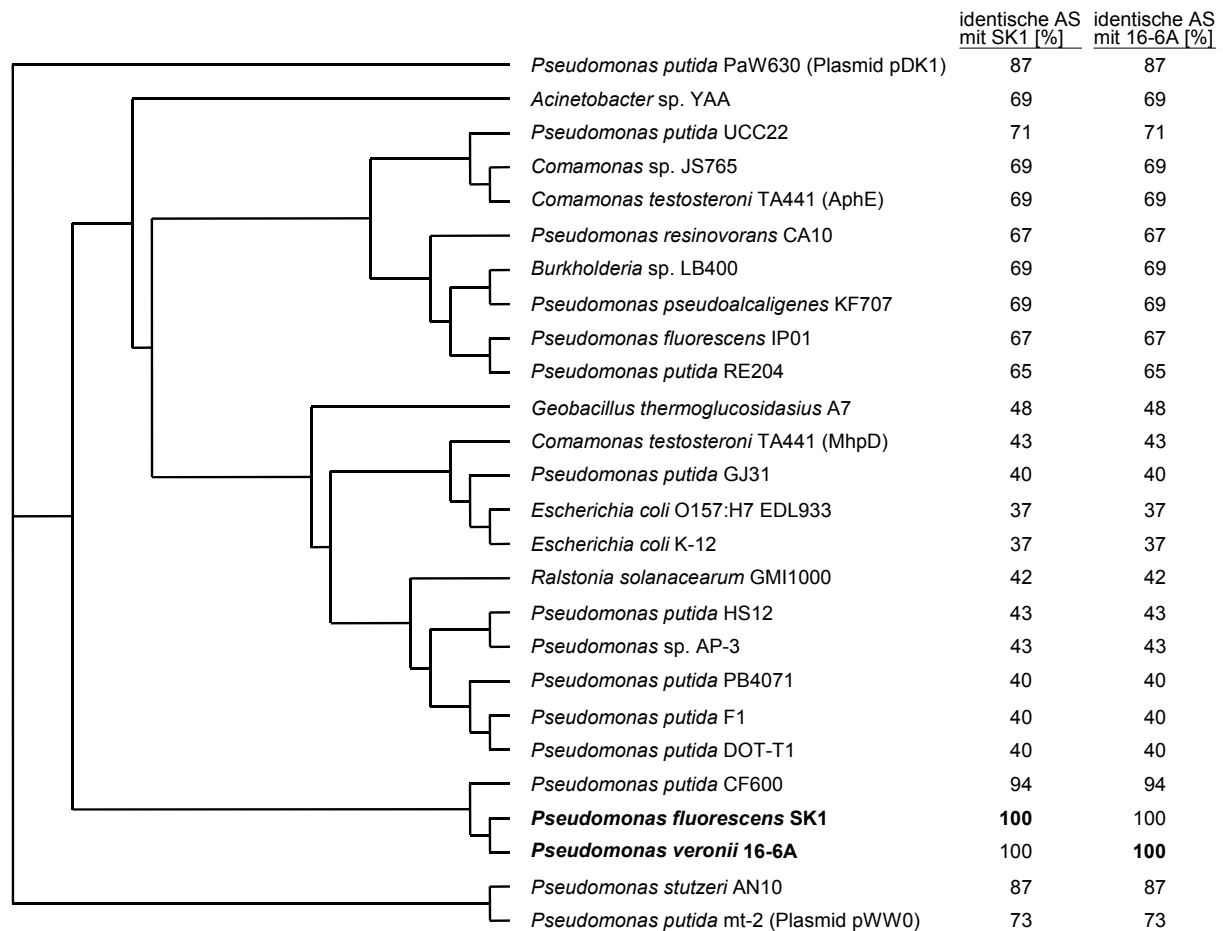 identische AS identische AS
mit SK1 [%] mit 16-6A [%]
Pseudomonas putida PaW630 (Plasmid pDK1) 87 87
Acinetobacter sp. YAA 69 69
Pseudomonas putida UCC22 71 71
Comamonas sp. JS765 69 69
Comamonas testosteroni TA441 (AphE) 69 69
Pseudomonas resinovorans CA10 67 67
Burkholderia sp. LB400 69 69
Pseudomonas pseudoalcaligenes KF707 69 69
Pseudomonas fluorescens IP01 67 67
Pseudomonas putida RE204 65 65
Geobacillus thermoglucosidasius A7 48 48
Comamonas testosteroni TA441 (MhpD) 43 43
Pseudomonas putida GJ31 40 40
Escherichia coli O157:H7 EDL933 37 37
Escherichia coli K-12 37 37
Ralstonia solanacearum GMI1000 42 42
Pseudomonas putida HS12 43 43
Pseudomonas sp. AP-3 43 43
Pseudomonas putida PB4071 40 40
Pseudomonas putida F1 40 40
Pseudomonas putida DOT-T1 40 40
Pseudomonas putida CF600 94 94
Pseudomonas fluorescens SK1 100 100
Pseudomonas veronii 16-6A 100 100
Pseudomonas stutzeri AN10 87 87
Pseudomonas putida mt-2 (Plasmid pWW0) 73 73